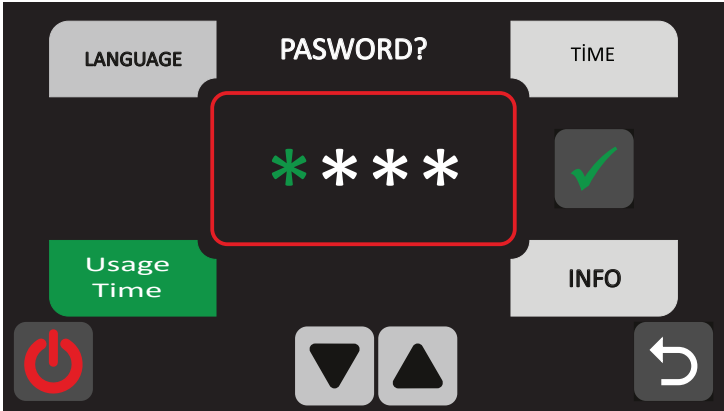 LANGUAGE
PASWORD?
TİME
****
Usage
Time
INFO